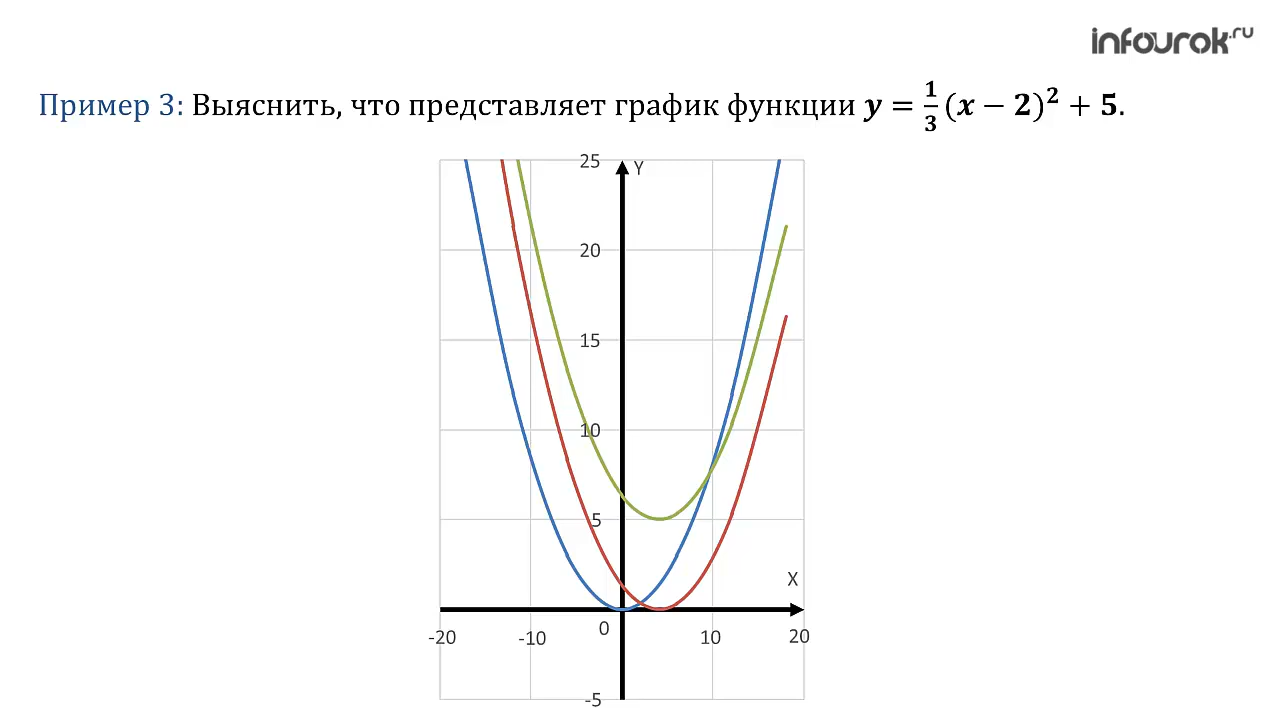 infourok.ru
Пример 3: Выяснить, что представляет график функции y = 1/3 (x − 2)² + 5.
25
Y
20
15
10
5
X
0
-20
-10
10
20
-5